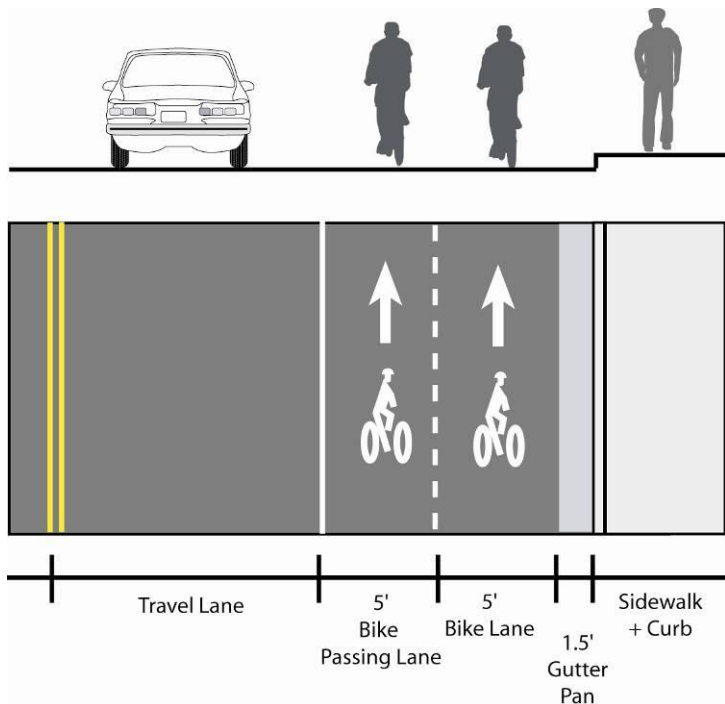 Travel Lane
5'
Bike
Passing Lane
5'
Bike Lane
1.5'
Gutter
Pan
Sidewalk
+ Curb